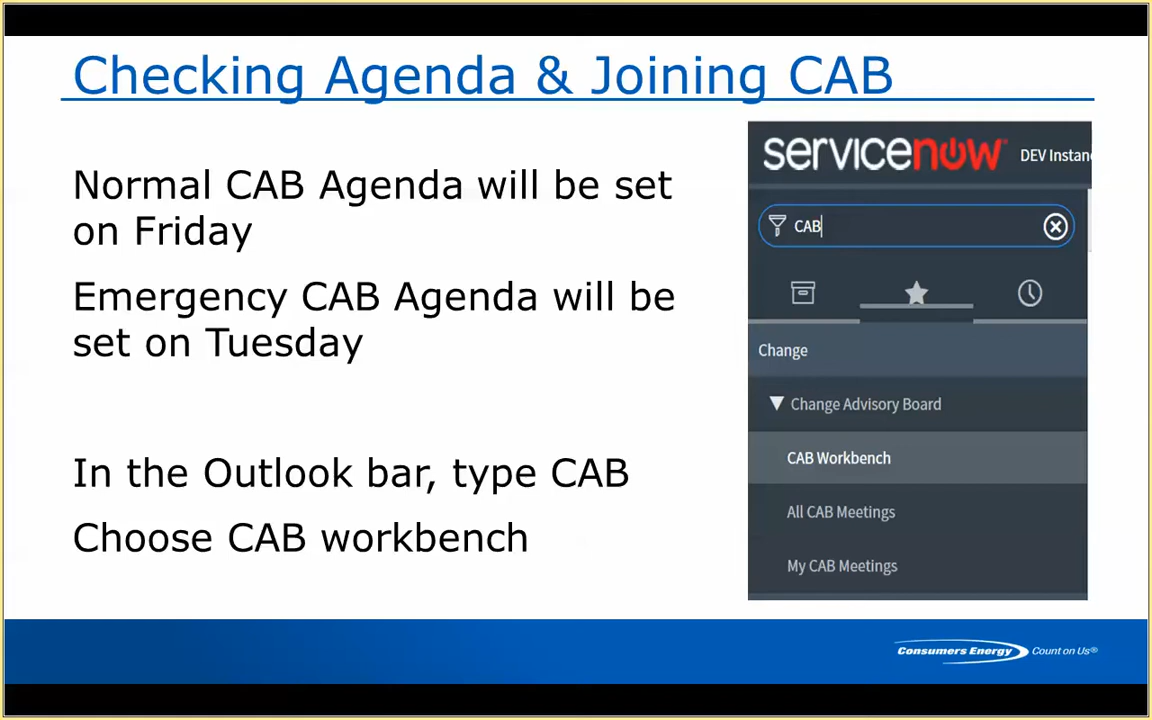 Checking Agenda & Joining CAB
Normal CAB Agenda will be set
on Friday
Emergency CAB Agenda will be
set on Tuesday
In the Outlook bar, type CAB
Choose CAB workbench
servicenow DEV Instan
CAB
Change
Change Advisory Board
CAB Workbench
All CAB Meetings
My CAB Meetings
Consumers Energy Count on Us®